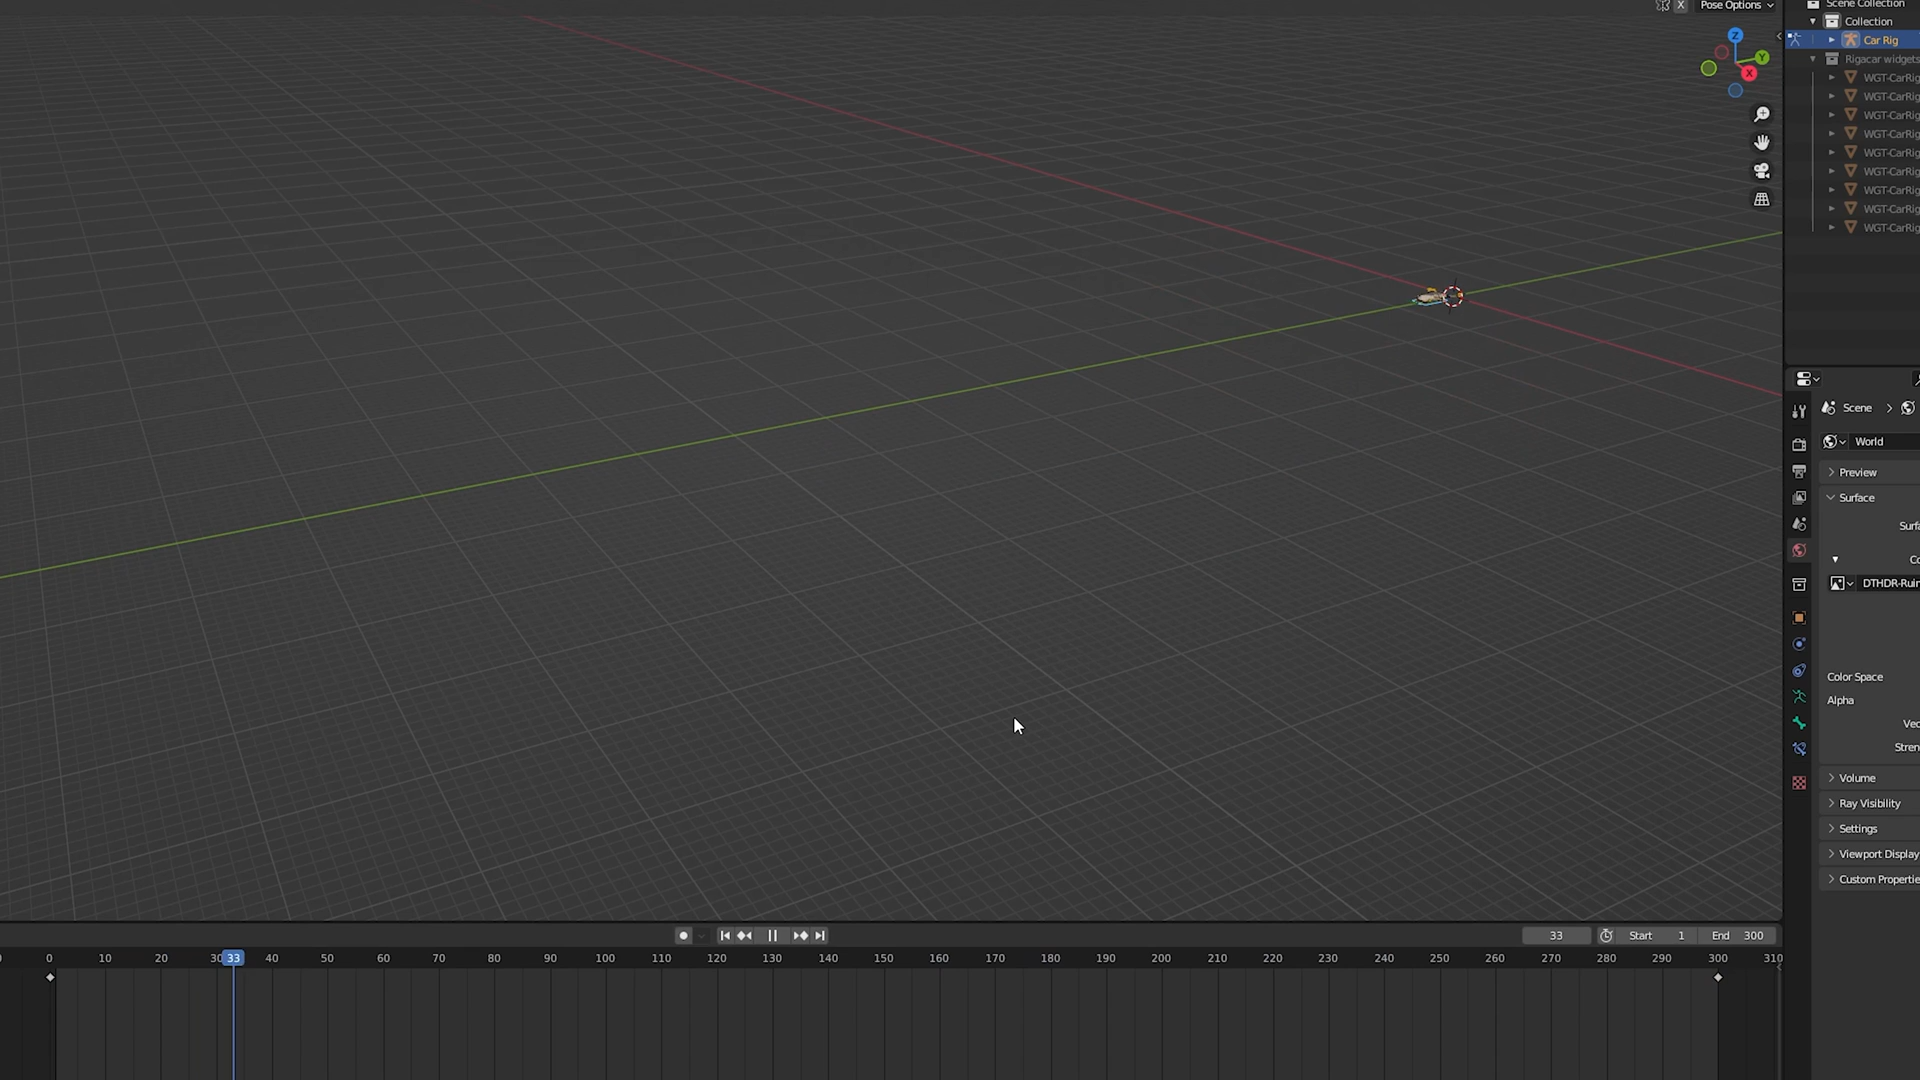 X Pose Options
Scene Collection
Collection
Car Rig
Rigacar widgets
WGT-CarRig
WGT-CarRig
WGT-CarRig
WGT-CarRig
WGT-CarRig
WGT-CarRig
WGT-CarRig
WGT-CarRig
WGT-CarRig
Z
Y
X
Scene
World
Preview
Surface
Surfa
Co
DTHDR-Ruin
Color Space
Alpha
Vec
Stren
Volume
Ray Visibility
Settings
Viewport Display
Custom Propertie
33 Start 1 End 300
0 10 20 30 33 40 50 60 70 80 90 100 110 120 130 140 150 160 170 180 190 200 210 220 230 240 250 260 270 280 290 300 310